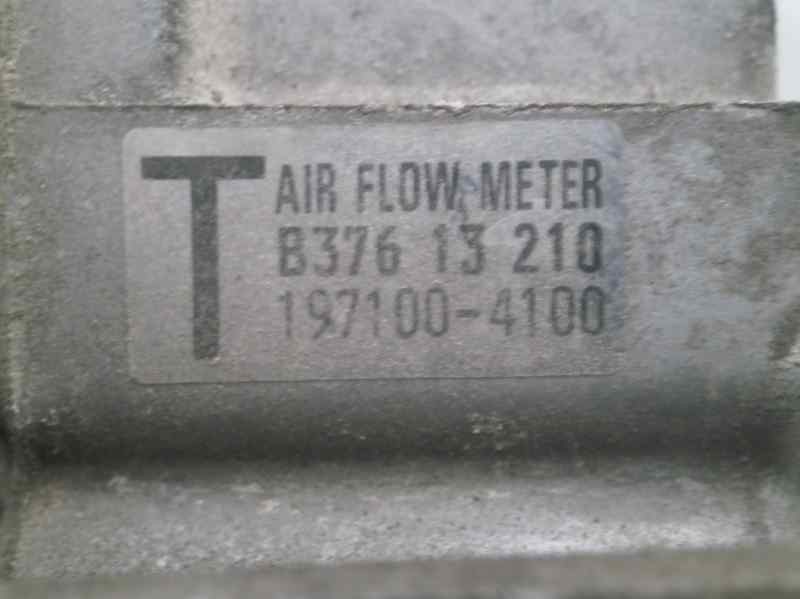 T
AIR FLOW METER
B376 13 210
197100-4100